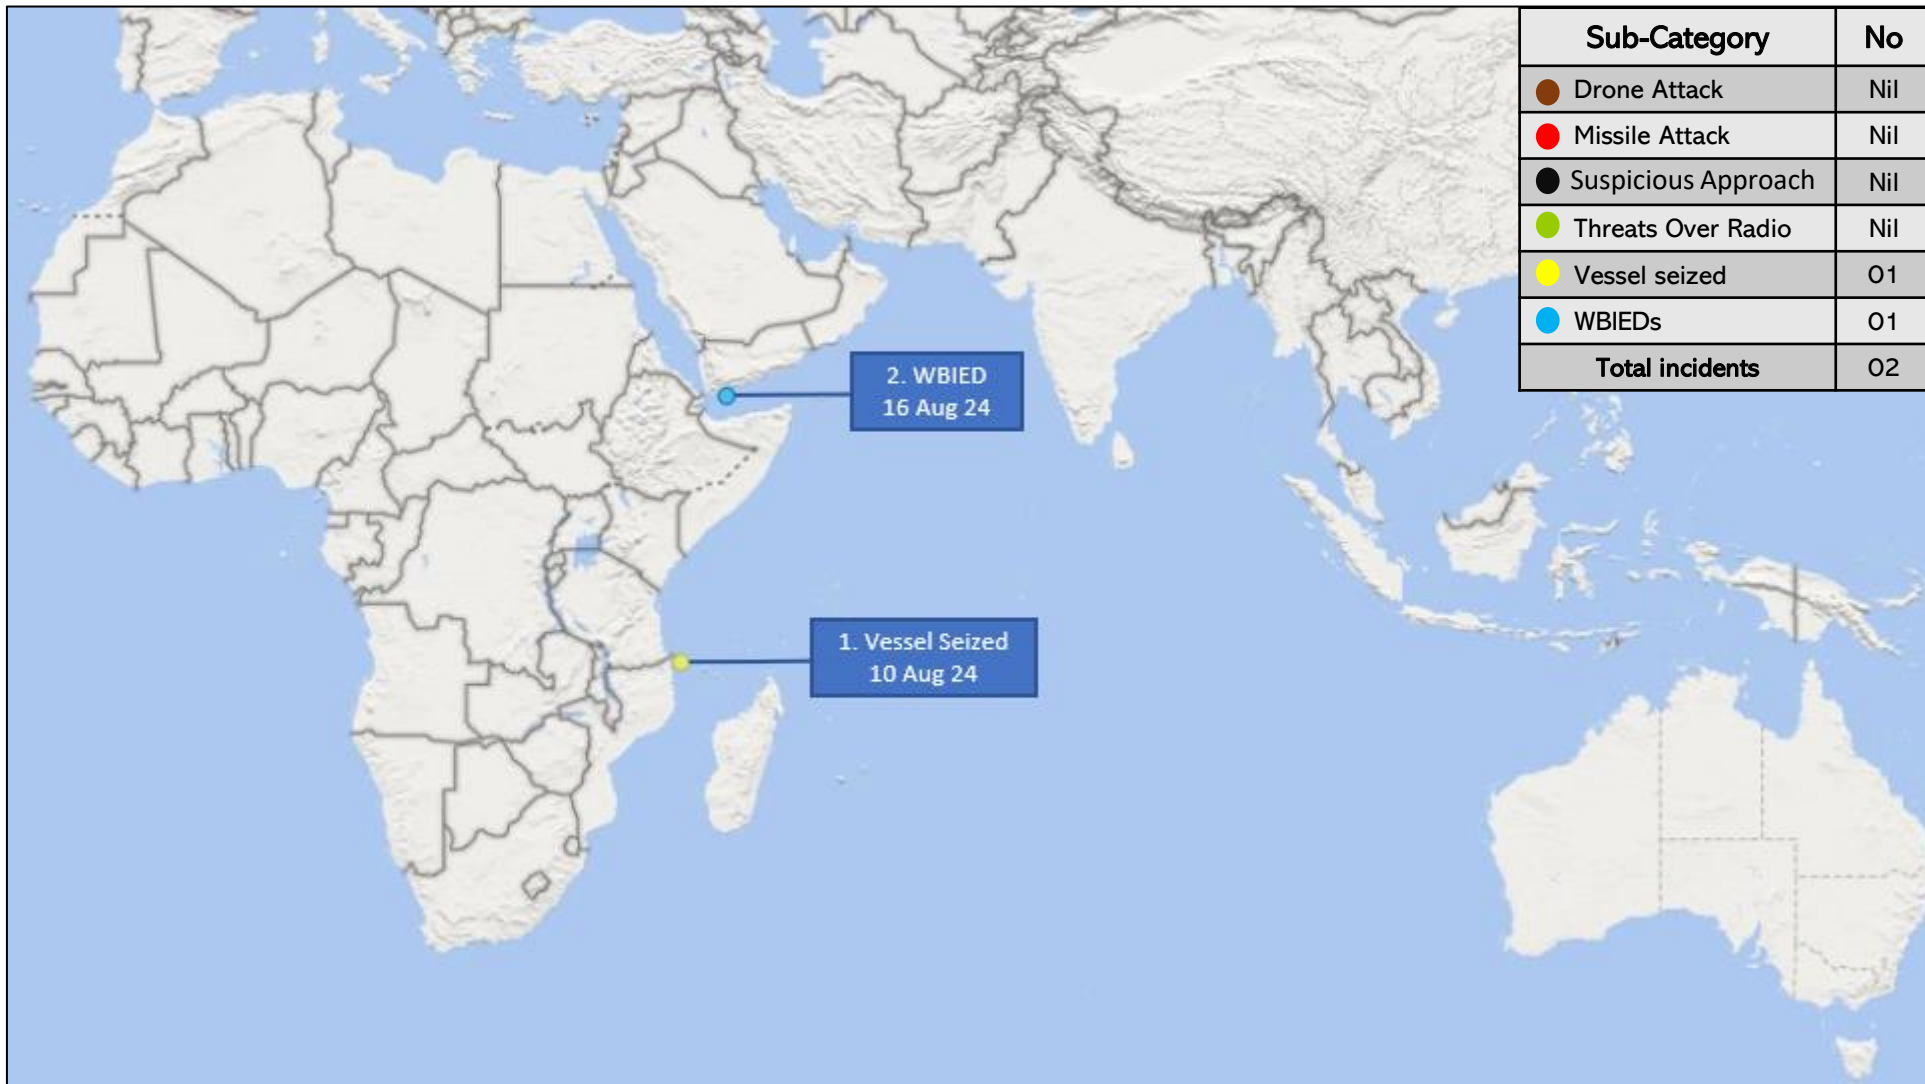 Sub-Category No
Drone Attack Nil
Missile Attack Nil
Suspicious Approach Nil
Threats Over Radio Nil
Vessel seized 01
WBIEDs 01
Total incidents 02
2. WBIED
16 Aug 24
1. Vessel Seized
10 Aug 24